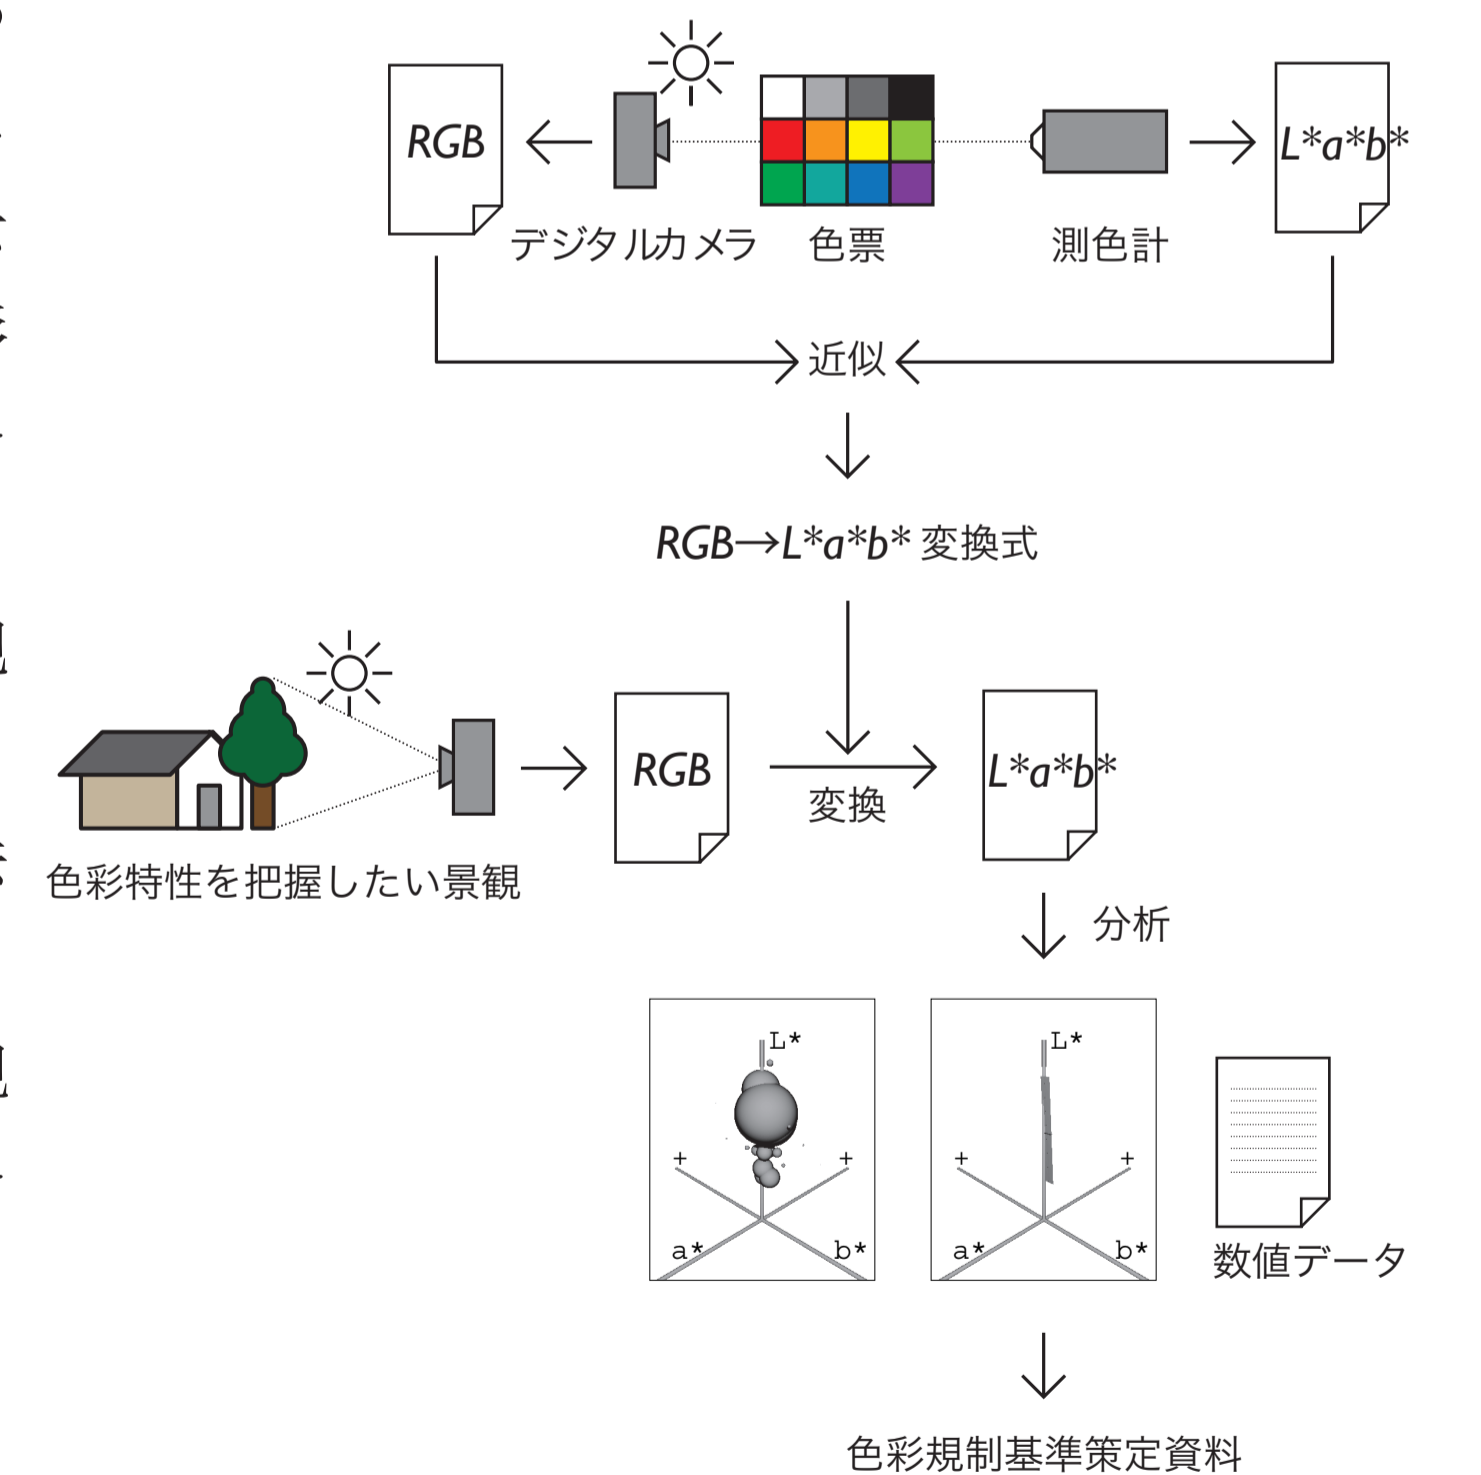 RGB
L*a*b*
デジタルカメラ
色票
測色計
近似
RGB→L*a*b* 変換式
RGB
変換
L*a*b*
色彩特性を把握したい景観
分析
L*
+
+
a*
b*
L*
+
+
a*
b*
数値データ
色彩規制基準策定資料